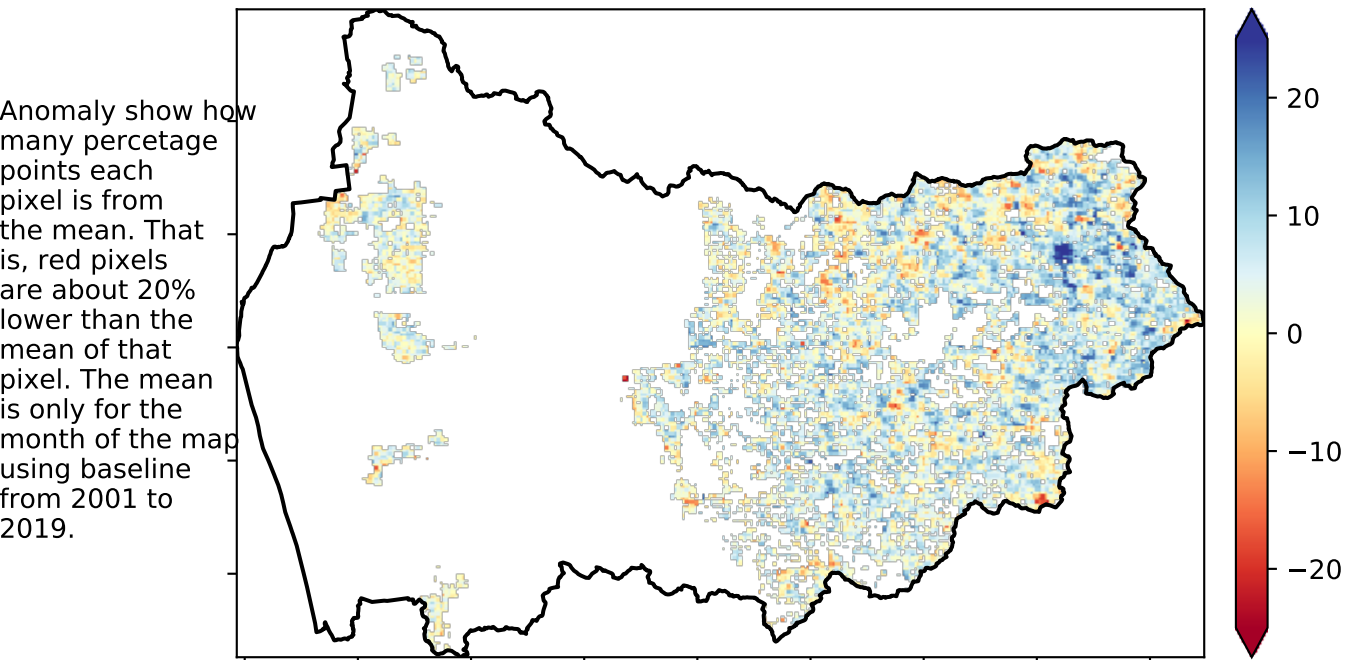 Anomaly show how
many percetage
points each
pixel is from
the mean. That
is, red pixels
are about 20%
lower than the
mean of that
pixel. The mean
is only for the
month of the map
using baseline
from 2001 to
2019.
20
10
0
−10
−20